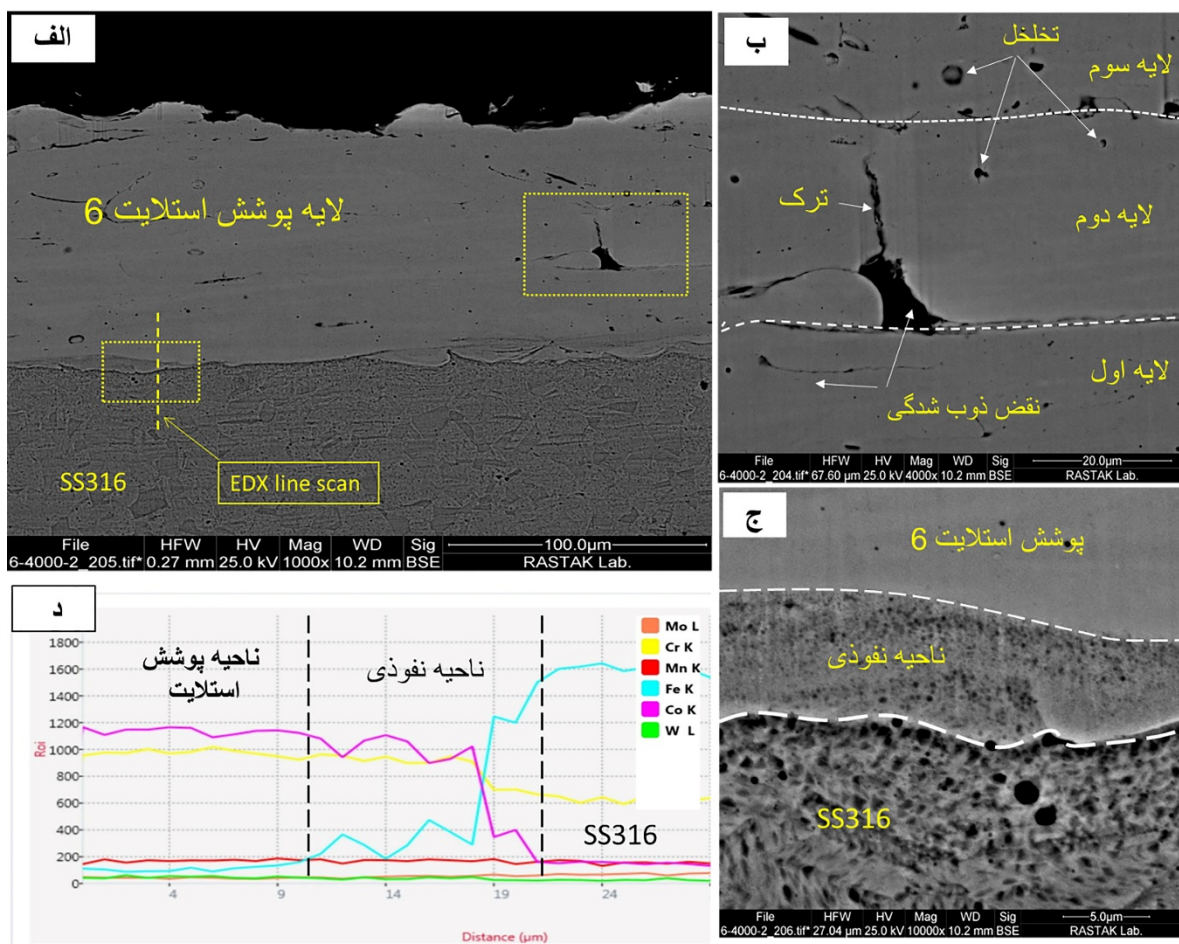 الف
لایه پوشش استلایت 6
SS316
EDX line scan
File HFW HV Mag WD Sig 100.0µm
6-4000-2_205.tif* 0.27 mm 25.0 kV 1000x 10.2 mm BSE RASTAK Lab.
ب
تخلخل
لایه سوم
ترک
لایه دوم
لایه اول
نقض ذوب شدگی
File HFW HV Mag WD Sig 20.0µm
6-4000-2_204.tif* 67.60 µm 25.0 kV 4000x 10.2 mm BSE RASTAK Lab.
ج
پوشش استلایت 6
ناحیه نفوذی
SS316
File HFW HV Mag WD Sig 5.0µm
6-4000-2_206.tif* 27.04 µm 25.0 kV 10000x 10.2 mm BSE RASTAK Lab.
د
ناحیه پوشش
استلایت
ناحیه نفوذی
SS316
Mo L
Cr K
Mn K
Fe K
Co K
W L
1800
1600
1400
1200
1000
800
600
400
200
0
Roi
4 9 14 19 24
Distance (µm)